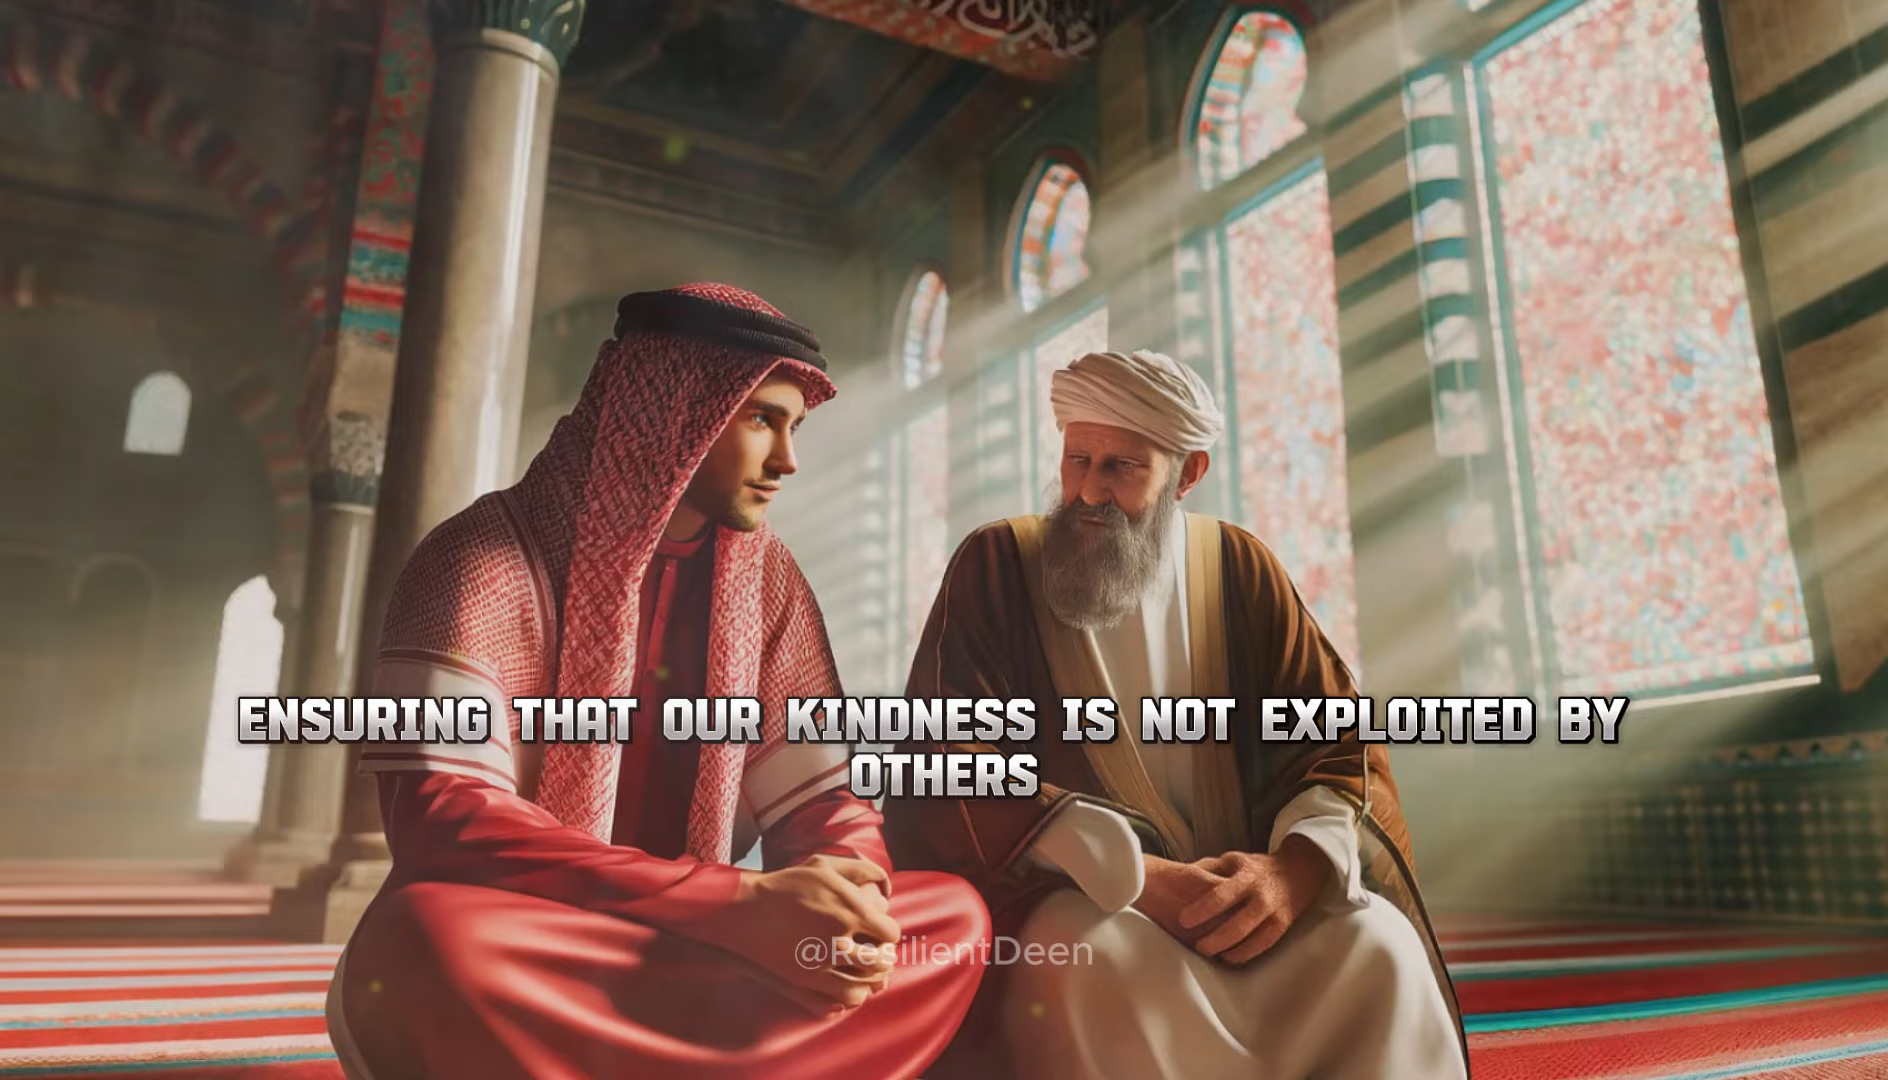 ENSURING THAT OUR KINDNESS IS NOT EXPLOITED BY
OTHERS
@ResilientDeen